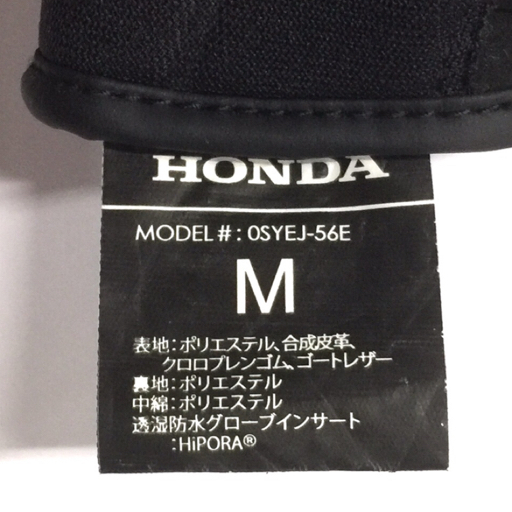 HONDA
MODEL#: 0SYEJ-56E
M
表地:ポリエステル、合成皮革、
クロロプレンゴム、ゴートレザー
裏地:ポリエステル
中綿:ポリエステル
透湿防水グローブインサート
:HiPORA®